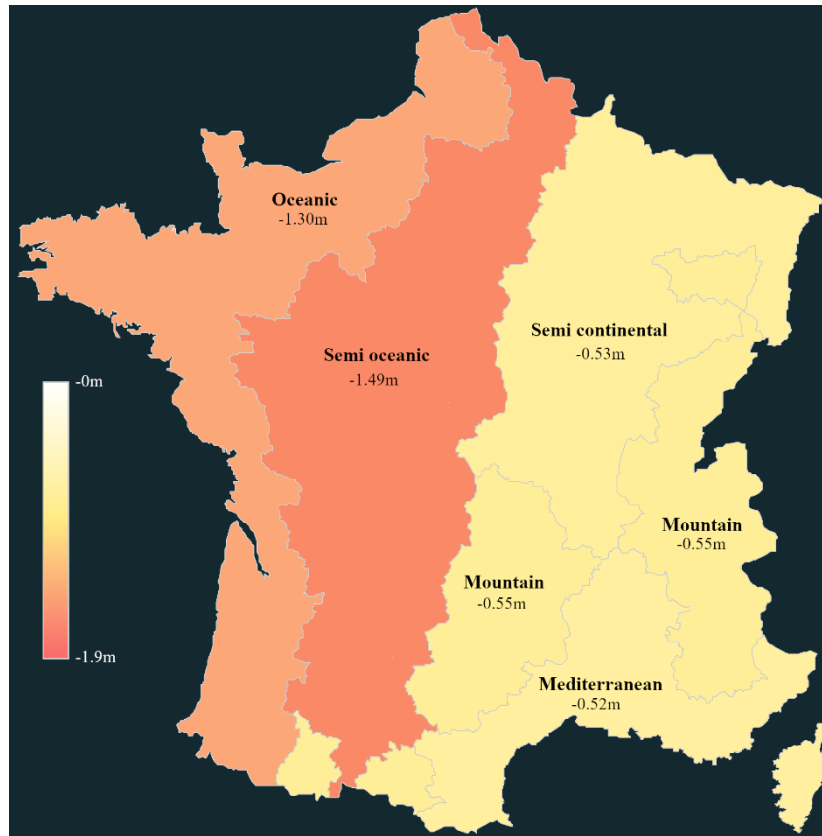 Oceanic
-1.30m
Semi oceanic
-1.49m
Semi continental
-0.53m
-0m
Mountain
-0.55m
Mountain
-0.55m
-1.9m
Mediterranean
-0.52m